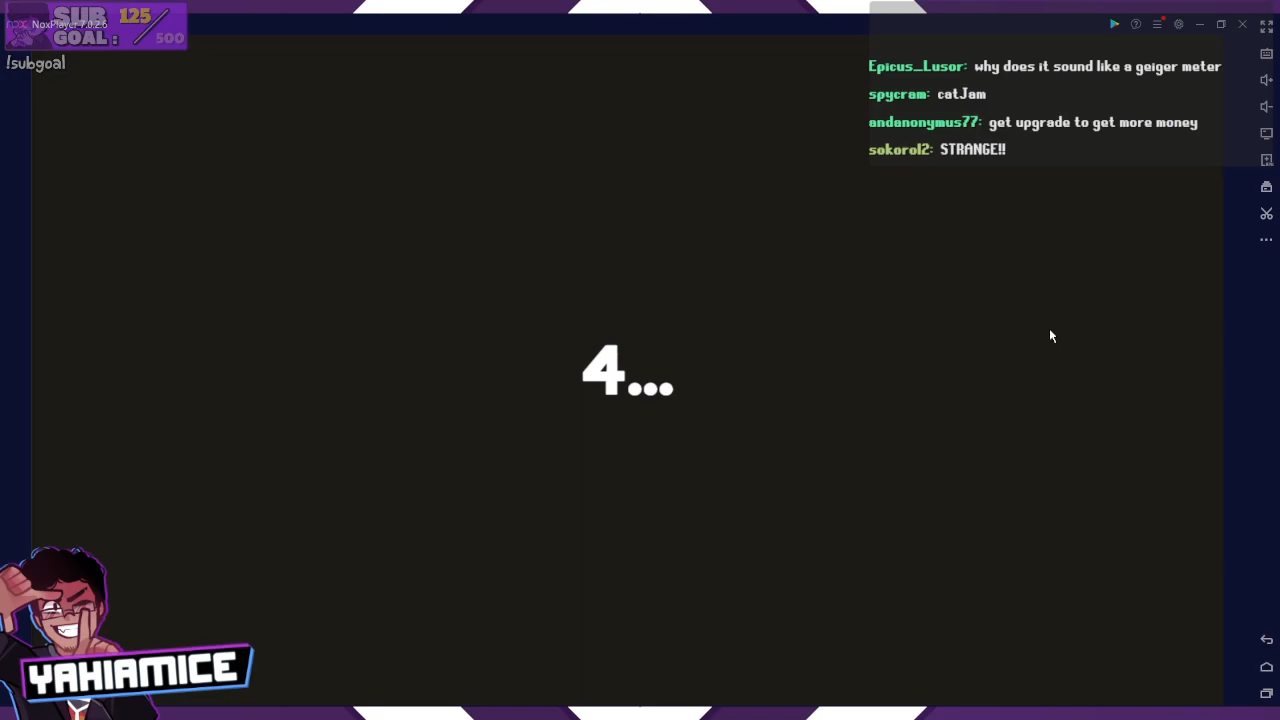 NoxPlayer 7.0.2.6
SUB GOAL: 125/500
!subgoal
Epicus_Lusor: why does it sound like a geiger meter
spycram: catJam
andanonymus77: get upgrade to get more money
sokorol2: STRANGE!!
4...
YAHIAMICE